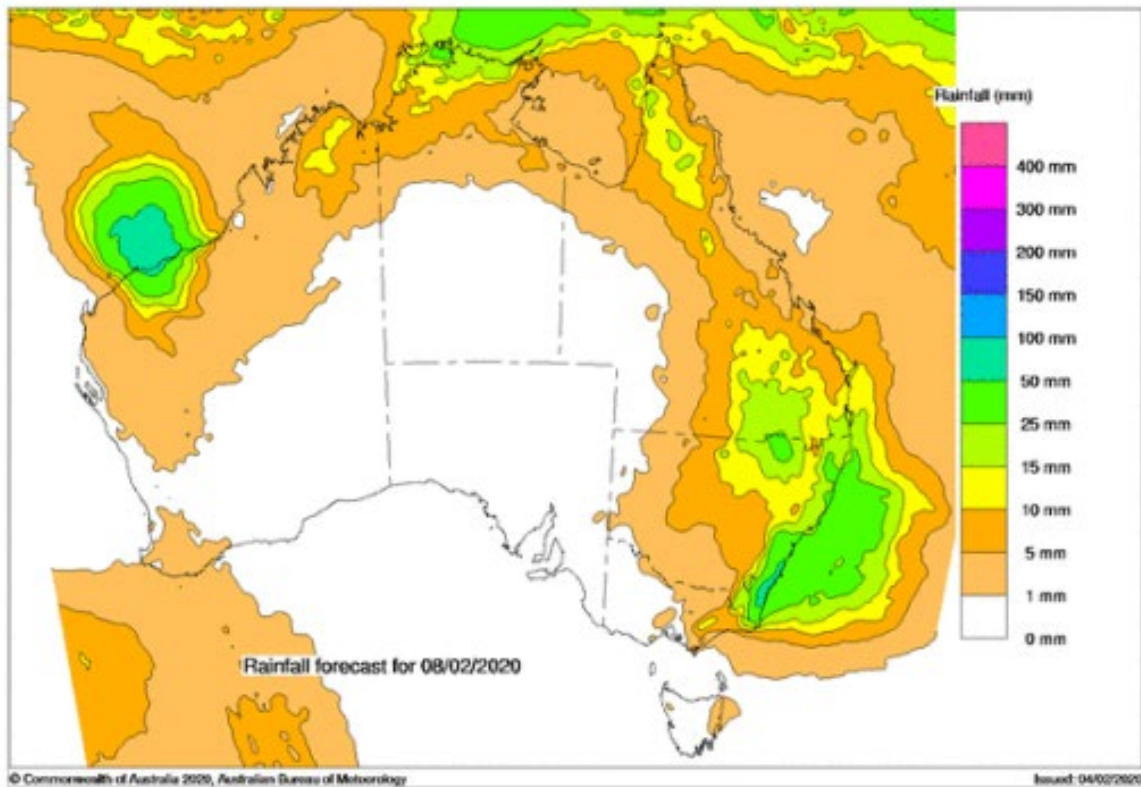 Rainfall (mm)
400 mm
300 mm
200 mm
150 mm
100 mm
50 mm
25 mm
15 mm
10 mm
5 mm
1 mm
0 mm
Rainfall forecast for 08/02/2020
© Commonwealth of Australia 2020, Australian Bureau of Meteorology
Issued: 04/02/2020